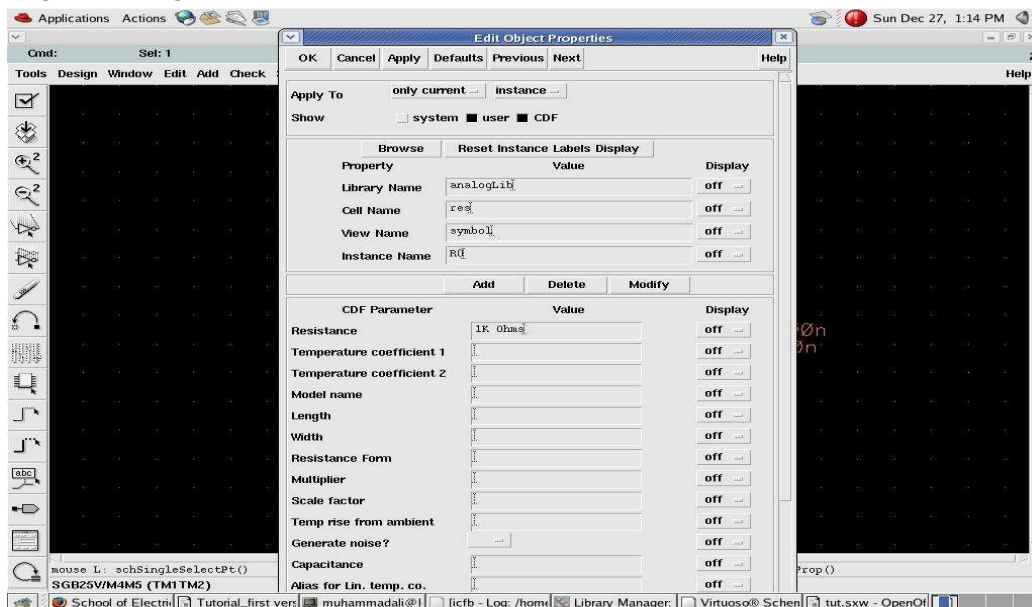 Applications Actions Sun Dec 27, 1:14 PM
Edit Object Properties
Cmd: Sel: 1
OK Cancel Apply Defaults Previous Next Help
Tools Design Window Edit Add Check Help
Apply To only current instance
Show system user CDF
Browse Reset Instance Labels Display
Property Value Display
Library Name analogLib off
Cell Name res off
View Name symbol off
Instance Name R0 off
Add Delete Modify
CDF Parameter Value Display
Resistance 1K Ohms off
Temperature coefficient 1 off
Temperature coefficient 2 off
Model name off
Length off
Width off
Resistance Form off
Multiplier off
Scale factor off
Temp rise from ambient off
Generate noise? off
Capacitance off
Alias for Lin. temp. co. off
2
2
abc
0n
0n
mouse L: schSingleSelectPt() Prop()
SGB25V/M4M5 (TM1TM2)
School of Electri Tutorial_first vers muhammadali@l [icfb - Log: /home Library Manager: Virtuoso® Schen tut.sxw - OpenOf